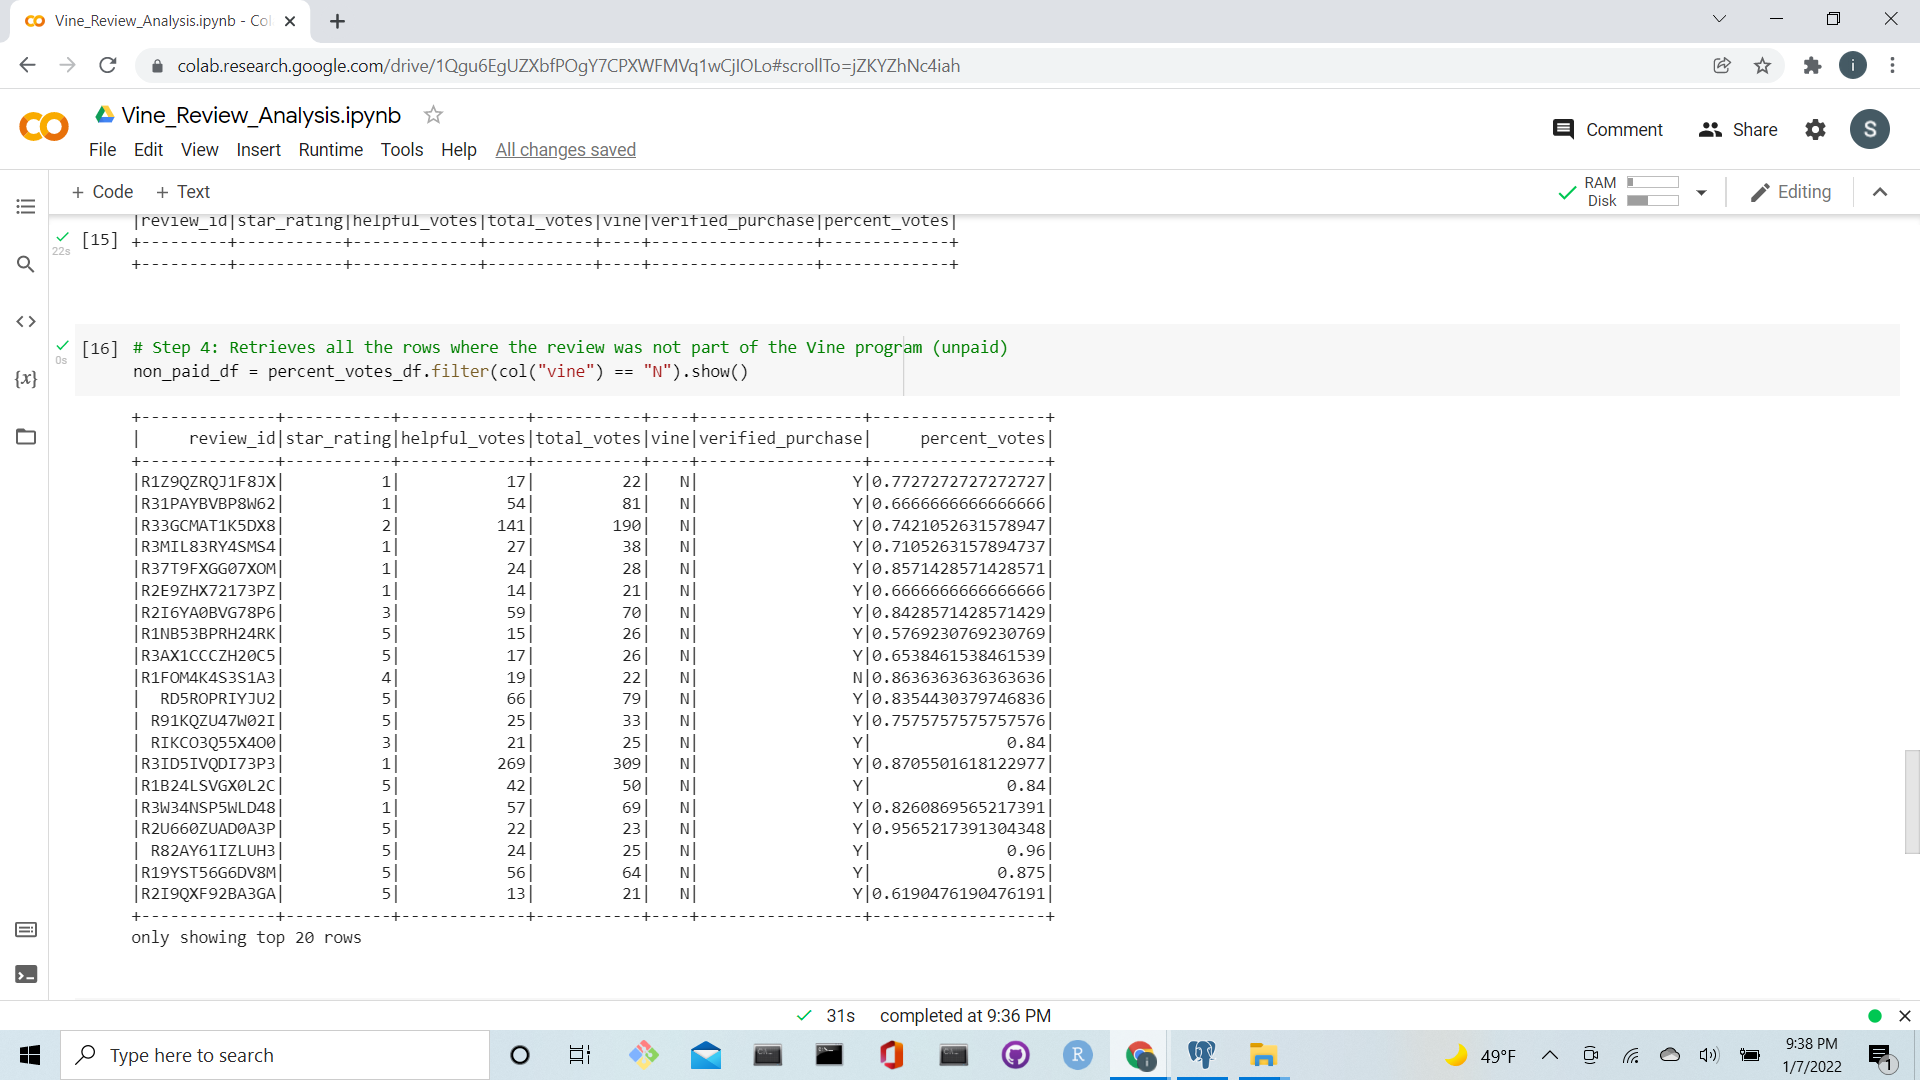 Vine_Review_Analysis.ipynb - Co
colab.research.google.com/drive/1Qgu6EgUZXbfPOgY7CPXWFMVq1wCjIOLo#scrollTo=jZKYZhNc4iah
i
Vine_Review_Analysis.ipynb
Comment
Share
S
File Edit View Insert Runtime Tools Help All changes saved
+ Code + Text
RAM
Disk
Editing
|review_id|star_rating|helpful_votes|total_votes|vine|verified_purchase|percent_votes|
22s
[15] +---------+-----------+-------------+-----------+----+-----------------+-------------+
+---------+-----------+-------------+-----------+----+-----------------+-------------+
0s
[16] # Step 4: Retrieves all the rows where the review was not part of the Vine program (unpaid)
non_paid_df = percent_votes_df.filter(col("vine") == "N").show()
+--------------+-----------+-------------+-----------+----+-----------------+------------------+
|     review_id|star_rating|helpful_votes|total_votes|vine|verified_purchase|     percent_votes|
+--------------+-----------+-------------+-----------+----+-----------------+------------------+
|R1Z9QZRQJ1F8JX|          1|           17|         22|   N|                Y|0.7727272727272727|
|R31PAYBVBP8W62|          1|           54|         81|   N|                Y|0.6666666666666666|
|R33GCMAT1K5DX8|          2|          141|        190|   N|                Y|0.7421052631578947|
|R3MIL83RY4SMS4|          1|           27|         38|   N|                Y|0.7105263157894737|
|R37T9FXGG07XOM|          1|           24|         28|   N|                Y|0.8571428571428571|
|R2E9ZHX72173PZ|          1|           14|         21|   N|                Y|0.6666666666666666|
|R2I6YA0BVG78P6|          3|           59|         70|   N|                Y|0.8428571428571429|
|R1NB53BPRH24RK|          5|           15|         26|   N|                Y|0.5769230769230769|
|R3AX1CCCZH20C5|          5|           17|         26|   N|                Y|0.6538461538461539|
|R1FOM4K4S3S1A3|          4|           19|         22|   N|                N|0.8636363636363636|
|  RD5ROPRIYJU2|          5|           66|         79|   N|                Y|0.8354430379746836|
| R91KQZU47W02I|          5|           25|         33|   N|                Y|0.7575757575757576|
| RIKCO3Q55X4O0|          3|           21|         25|   N|                Y|              0.84|
|R3ID5IVQDI73P3|          1|          269|        309|   N|                Y|0.8705501618122977|
|R1B24LSVGX0L2C|          5|           42|         50|   N|                Y|              0.84|
|R3W34NSP5WLD48|          1|           57|         69|   N|                Y|0.8260869565217391|
|R2U660ZUAD0A3P|          5|           22|         23|   N|                Y|0.9565217391304348|
| R82AY61IZLUH3|          5|           24|         25|   N|                Y|              0.96|
|R19YST56G6DV8M|          5|           56|         64|   N|                Y|             0.875|
|R2I9QXF92BA3GA|          5|           13|         21|   N|                Y|0.6190476190476191|
+--------------+-----------+-------------+-----------+----+-----------------+------------------+
only showing top 20 rows
31s completed at 9:36 PM
Type here to search
R
49°F
9:38 PM
1/7/2022
1